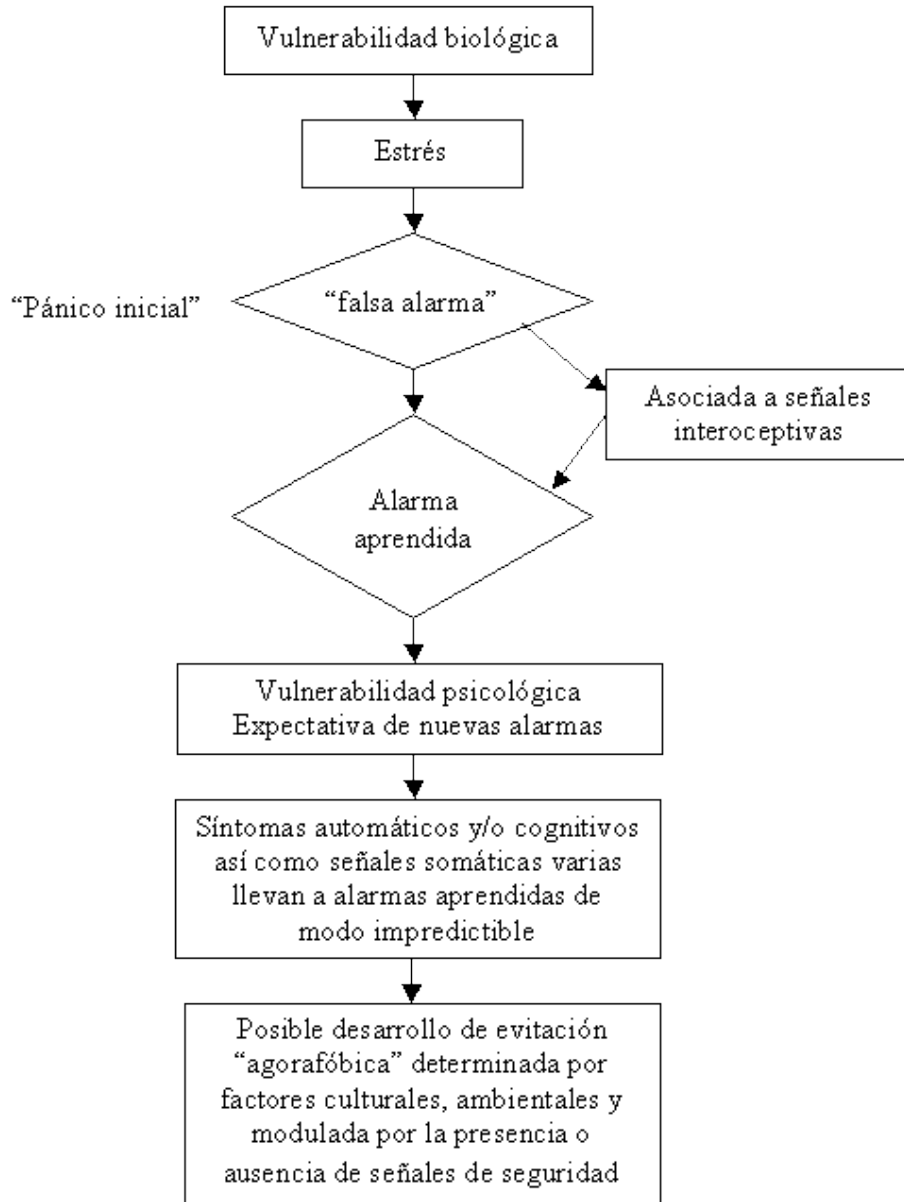 Vulnerabilidad biológica
Estrés
“Pánico inicial”
“falsa alarma”
Asociada a señales
interoceptivas
Alarma
aprendida
Vulnerabilidad psicológica
Expectativa de nuevas alarmas
Síntomas automáticos y/o cognitivos
así como señales somáticas varias
llevan a alarmas aprendidas de
modo impredictible
Posible desarrollo de evitación
“agorafóbica” determinada por
factores culturales, ambientales y
modulada por la presencia o
ausencia de señales de seguridad